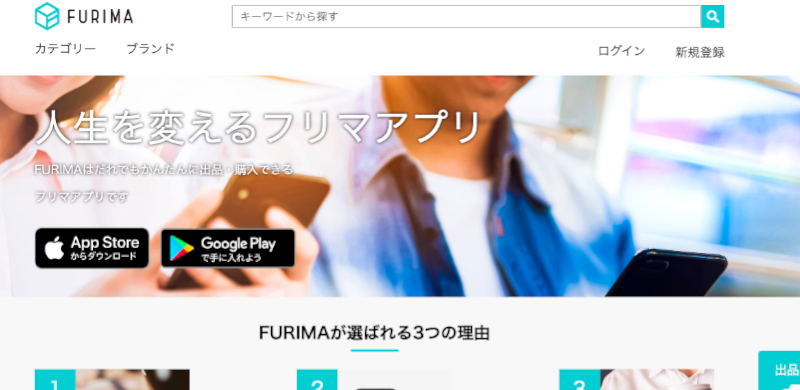 FURIMA
キーワードから探す
カテゴリー ブランド
ログイン 新規登録
人生を変えるフリマアプリ
FURIMAはだれでもかんたんに出品・購入できる
フリマアプリです
App Store
からダウンロード
Google Play
で手に入れよう
FURIMAが選ばれる3つの理由
1 2 3
出品